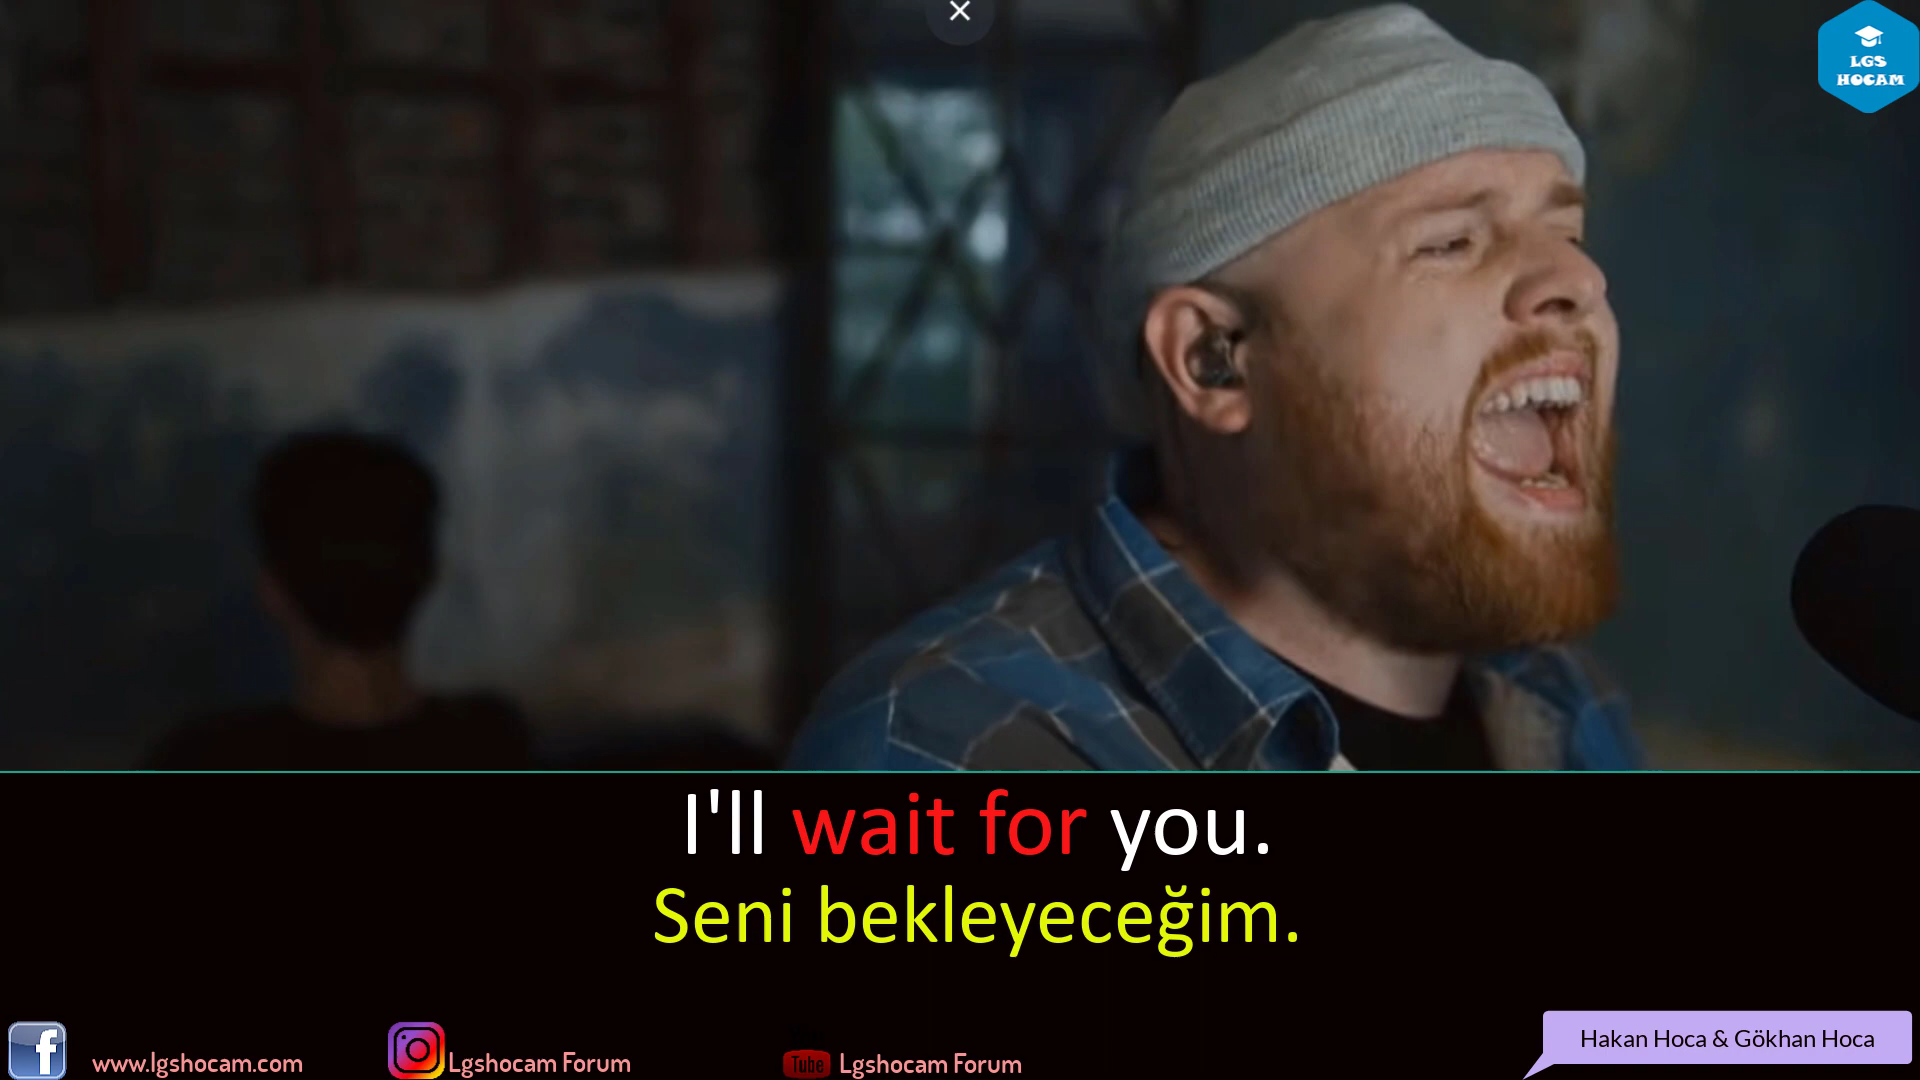 LGS
HOCAM
I'll wait for you.
Seni bekleyeceğim.
www.lgshocam.com
Lgshocam Forum
Tube Lgshocam Forum
Hakan Hoca & Gökhan Hoca